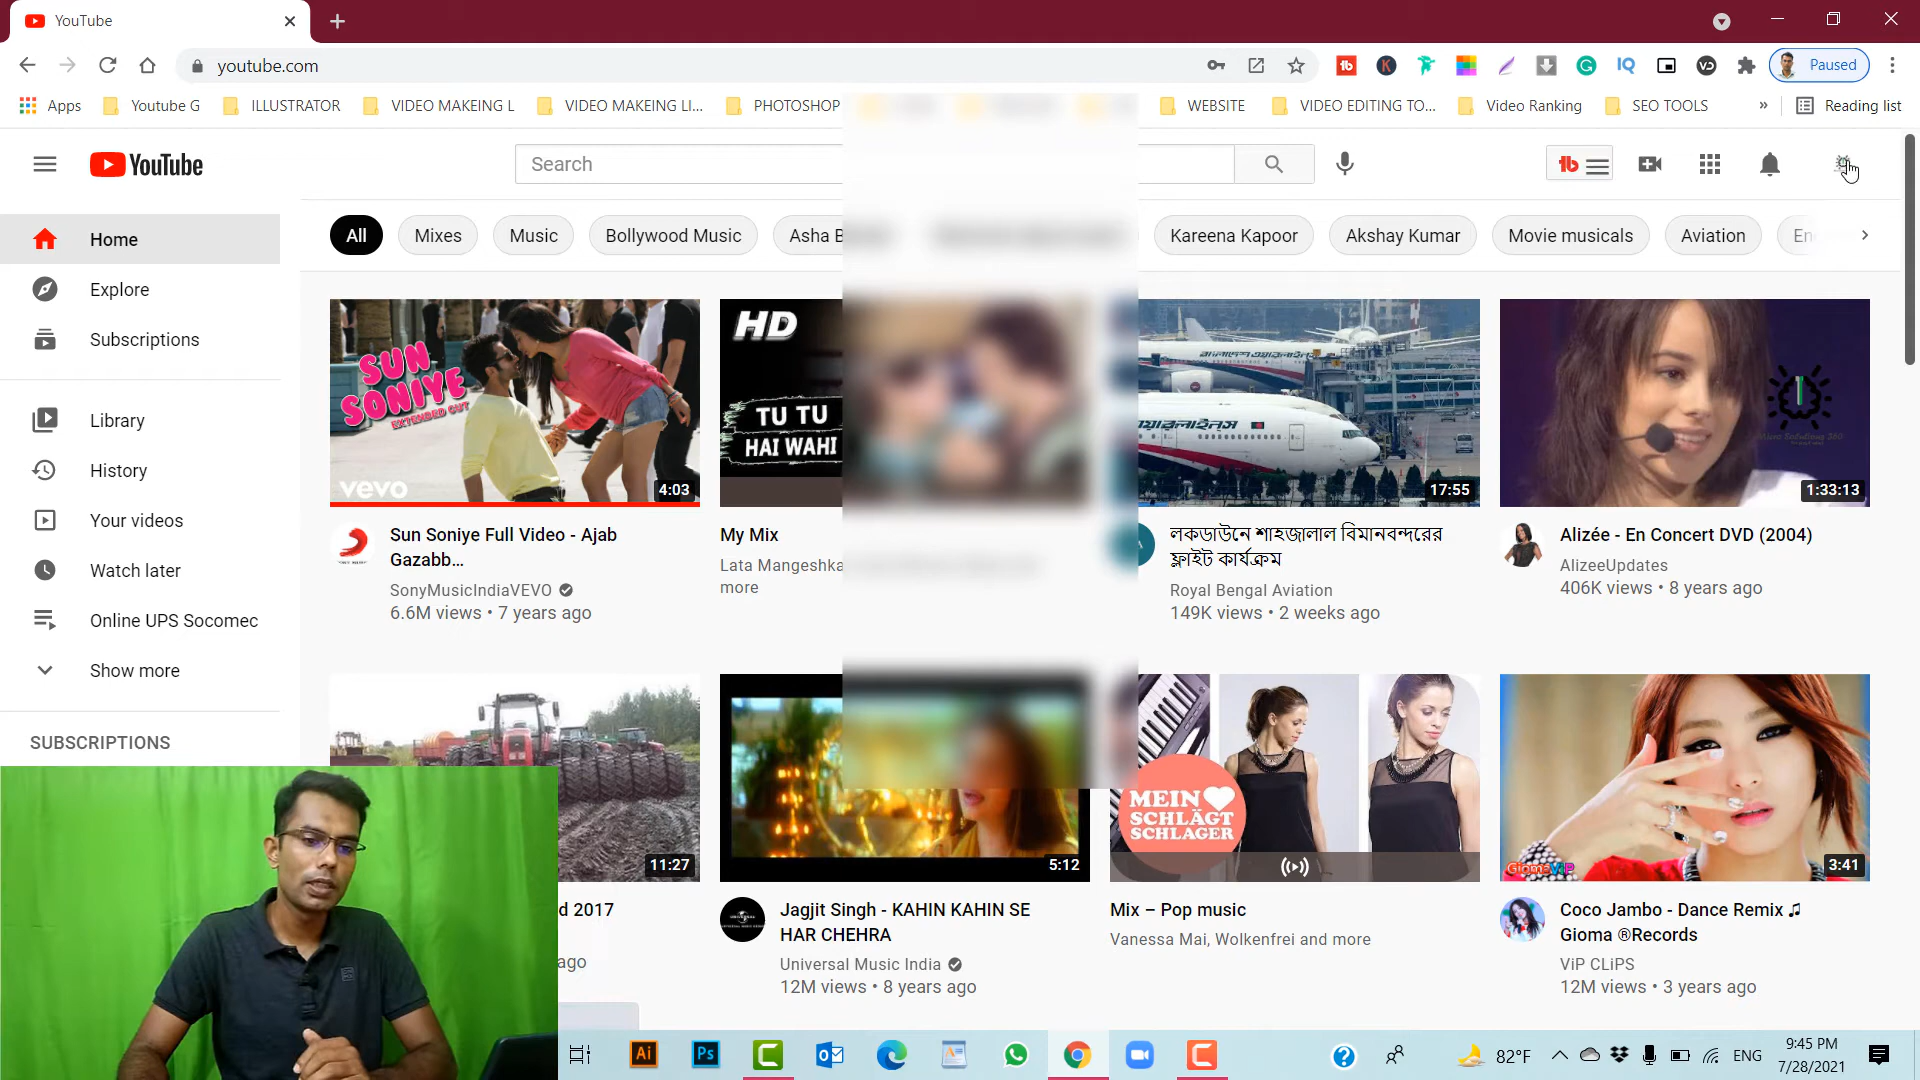 YouTube
youtube.com
Paused
Apps
Youtube G
ILLUSTRATOR
VIDEO MAKEING L
VIDEO MAKEING LI...
PHOTOSHOP
WEBSITE
VIDEO EDITING TO...
Video Ranking
SEO TOOLS
»
Reading list
YouTube
Search
All
Mixes
Music
Bollywood Music
Asha B
Kareena Kapoor
Akshay Kumar
Movie musicals
Aviation
En
Home
Explore
Subscriptions
Library
History
Your videos
Watch later
Online UPS Socomec
Show more
SUBSCRIPTIONS
SUN
SONIYE
EXTENDED CUT
vevo
4:03
Sun Soniye Full Video - Ajab
Gazabb...
SonyMusicIndiaVEVO
6.6M views • 7 years ago
HD
TU TU
HAI WAHI
My Mix
Lata Mangeshka
more
17:55
লকডাউনে শাহজালাল বিমানবন্দরের
ফ্লাইট কার্যক্রম
Royal Bengal Aviation
149K views • 2 weeks ago
1:33:13
Alizée - En Concert DVD (2004)
AlizeeUpdates
406K views • 8 years ago
11:27
d 2017
ago
5:12
Jagjit Singh - KAHIN KAHIN SE
HAR CHEHRA
Universal Music India
12M views • 8 years ago
MEIN
SCHLÄGT
SCHLAGER
Mix – Pop music
Vanessa Mai, Wolkenfrei and more
GiomaViP
3:41
Coco Jambo - Dance Remix ♫
Gioma ®Records
ViP CLiPS
12M views • 3 years ago
82°F
ENG
9:45 PM
7/28/2021